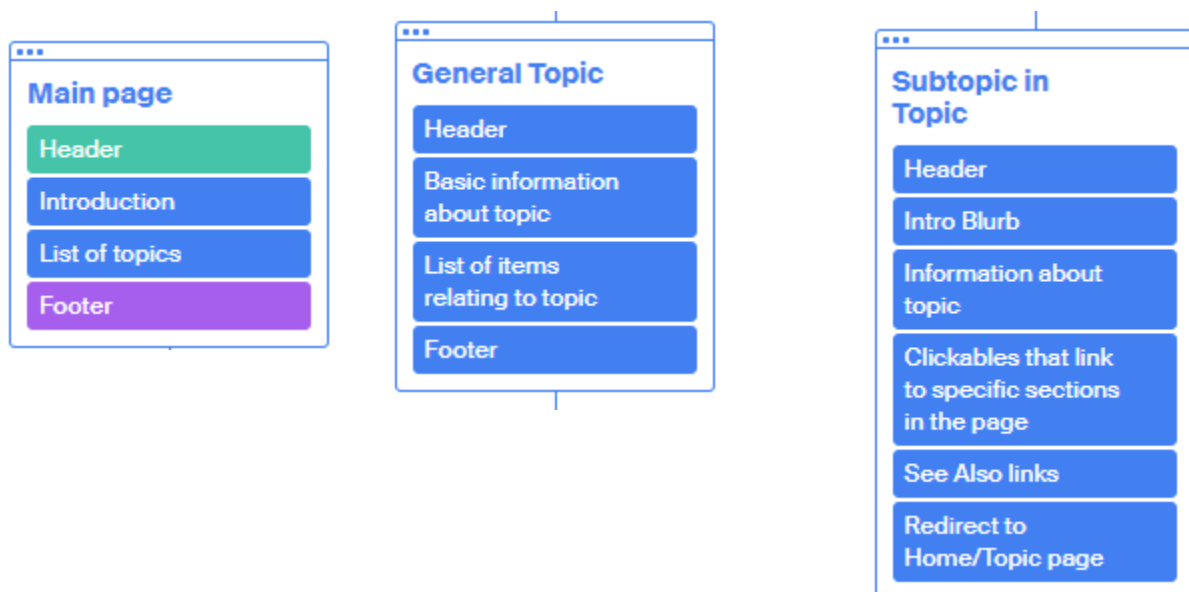 Main page
Header
Introduction
List of topics
Footer
General Topic
Header
Basic information
about topic
List of items
relating to topic
Footer
Subtopic in
Topic
Header
Intro Blurb
Information about
topic
Clickables that link
to specific sections
in the page
See Also links
Redirect to
Home/Topic page